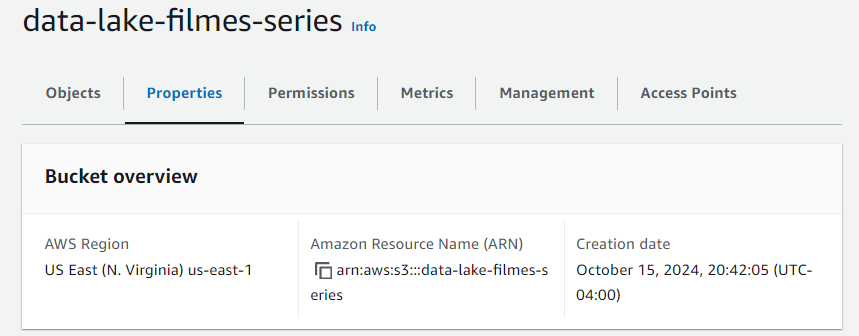 data-lake-filmes-series Info
Objects Properties Permissions Metrics Management Access Points
Bucket overview
AWS Region
US East (N. Virginia) us-east-1
Amazon Resource Name (ARN)
arn:aws:s3:::data-lake-filmes-s
eries
Creation date
October 15, 2024, 20:42:05 (UTC-
04:00)